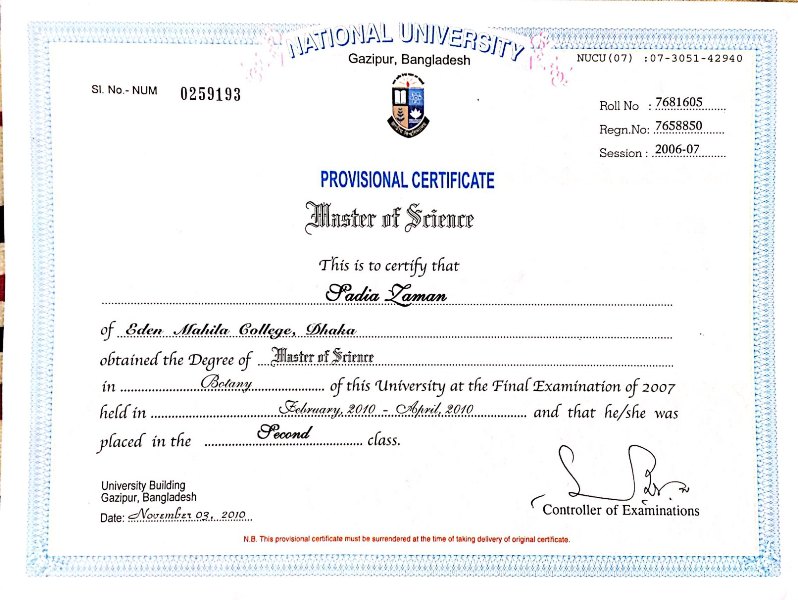 NATIONAL UNIVERSITY
Gazipur, Bangladesh
NUCU(07) :07-3051-42940
Sl. No.- NUM 0259193
Roll No : 7681605
Regn.No: 7658850
Session : 2006-07
PROVISIONAL CERTIFICATE
Master of Science
This is to certify that
Sadia Zaman
of Eden Mahila College, Dhaka
obtained the Degree of Master of Science
in Botany of this University at the Final Examination of 2007
held in February, 2010 - April, 2010 and that he/she was
placed in the Second class.
University Building
Gazipur, Bangladesh
Date: November 03, 2010
Controller of Examinations
N.B. This provisional certificate must be surrendered at the time of taking delivery of original certificate.